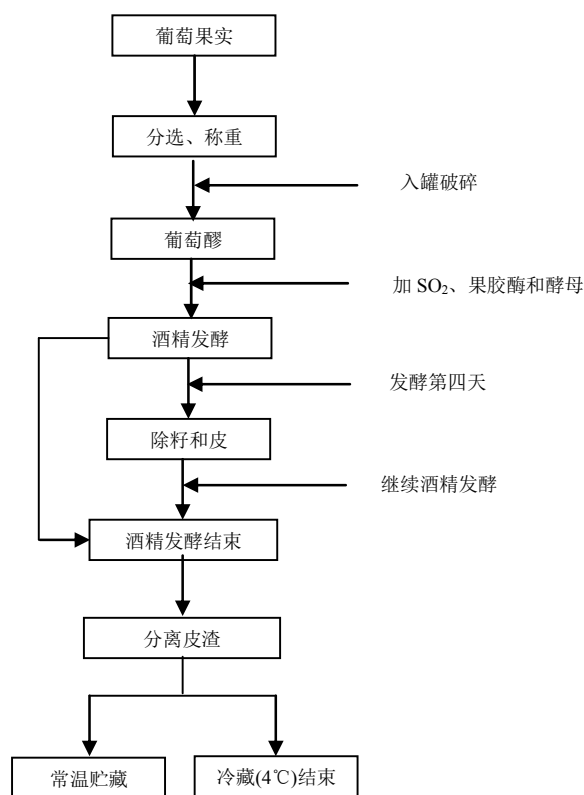 葡萄果实
分选、称重
入罐破碎
葡萄醪
加 SO₂、果胶酶和酵母
酒精发酵
发酵第四天
除籽和皮
继续酒精发酵
酒精发酵结束
分离皮渣
常温贮藏
冷藏(4℃)结束